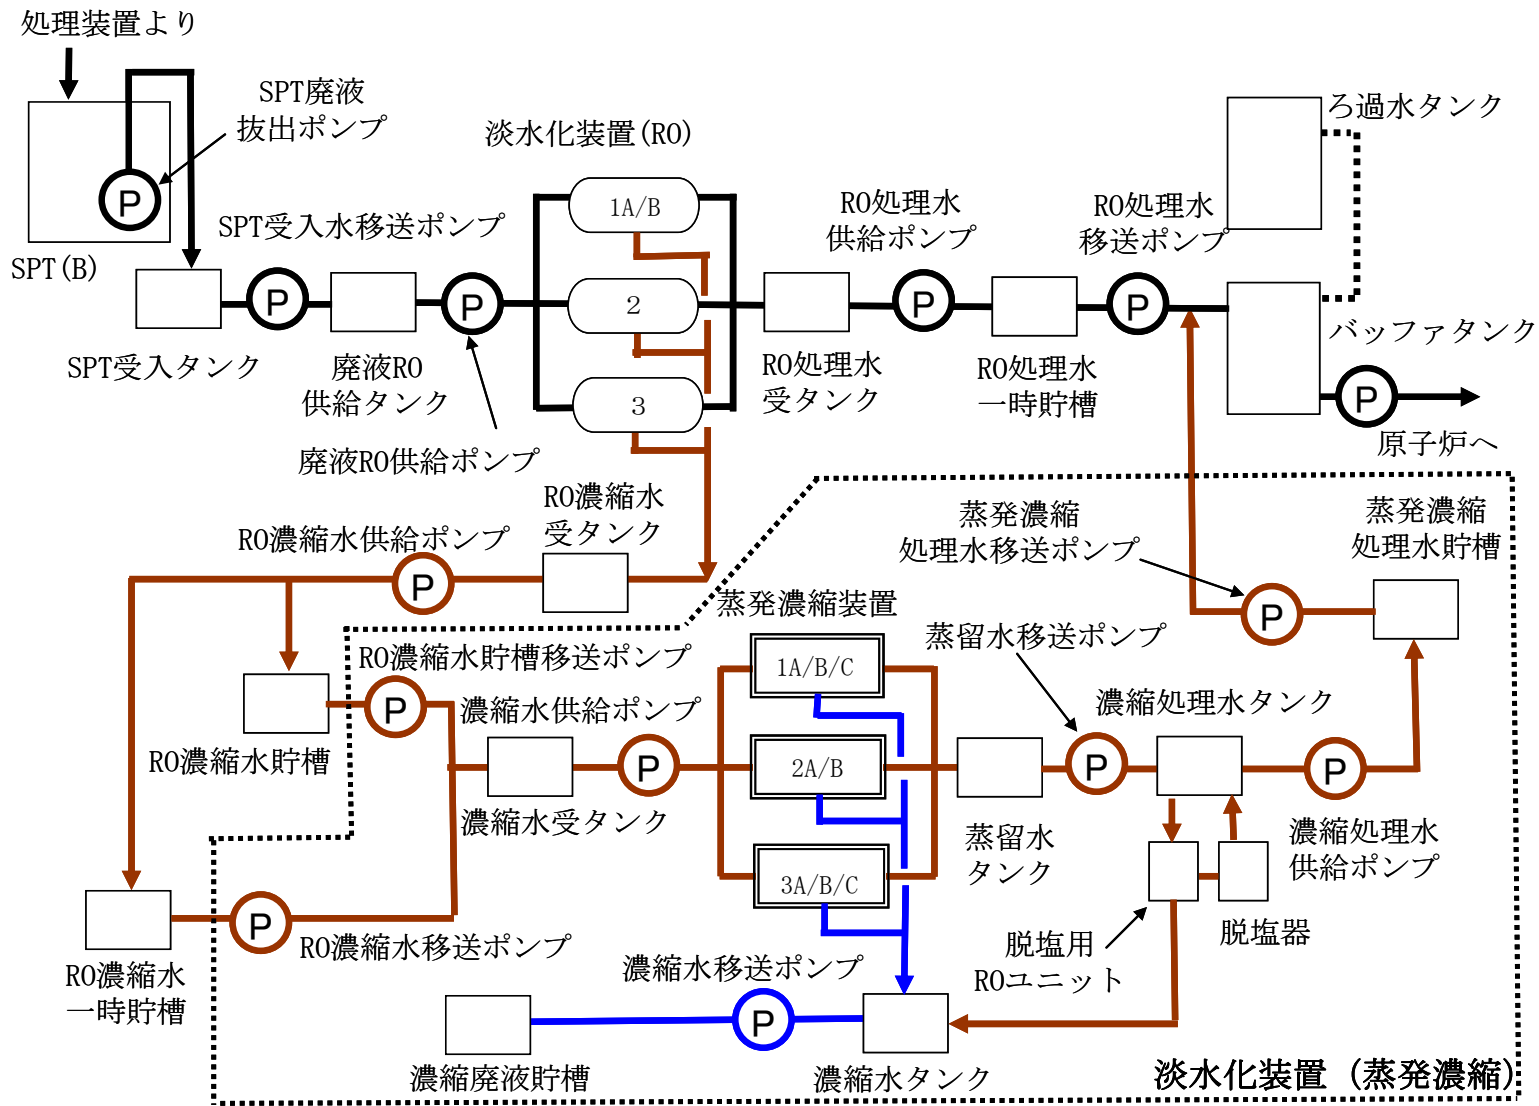 処理装置より
SPT廃液
抜出ポンプ
P
SPT(B)
SPT受入水移送ポンプ
P
SPT受入タンク
廃液RO
供給タンク
P
廃液RO供給ポンプ
淡水化装置(RO)
1A/B
2
3
RO処理水
受タンク
RO処理水
供給ポンプ
P
RO処理水
一時貯槽
RO処理水
移送ポンプ
P
ろ過水タンク
バッファタンク
P
原子炉へ
RO濃縮水
受タンク
RO濃縮水供給ポンプ
P
RO濃縮水貯槽
RO濃縮水貯槽移送ポンプ
P
RO濃縮水
一時貯槽
P
RO濃縮水移送ポンプ
濃縮水供給ポンプ
P
濃縮水受タンク
蒸発濃縮装置
1A/B/C
2A/B
3A/B/C
蒸留水
タンク
蒸留水移送ポンプ
P
濃縮処理水タンク
P
濃縮処理水
供給ポンプ
蒸発濃縮
処理水貯槽
蒸発濃縮
処理水移送ポンプ
P
脱塩用
ROユニット
脱塩器
濃縮水移送ポンプ
P
濃縮廃液貯槽
濃縮水タンク
淡水化装置（蒸発濃縮）